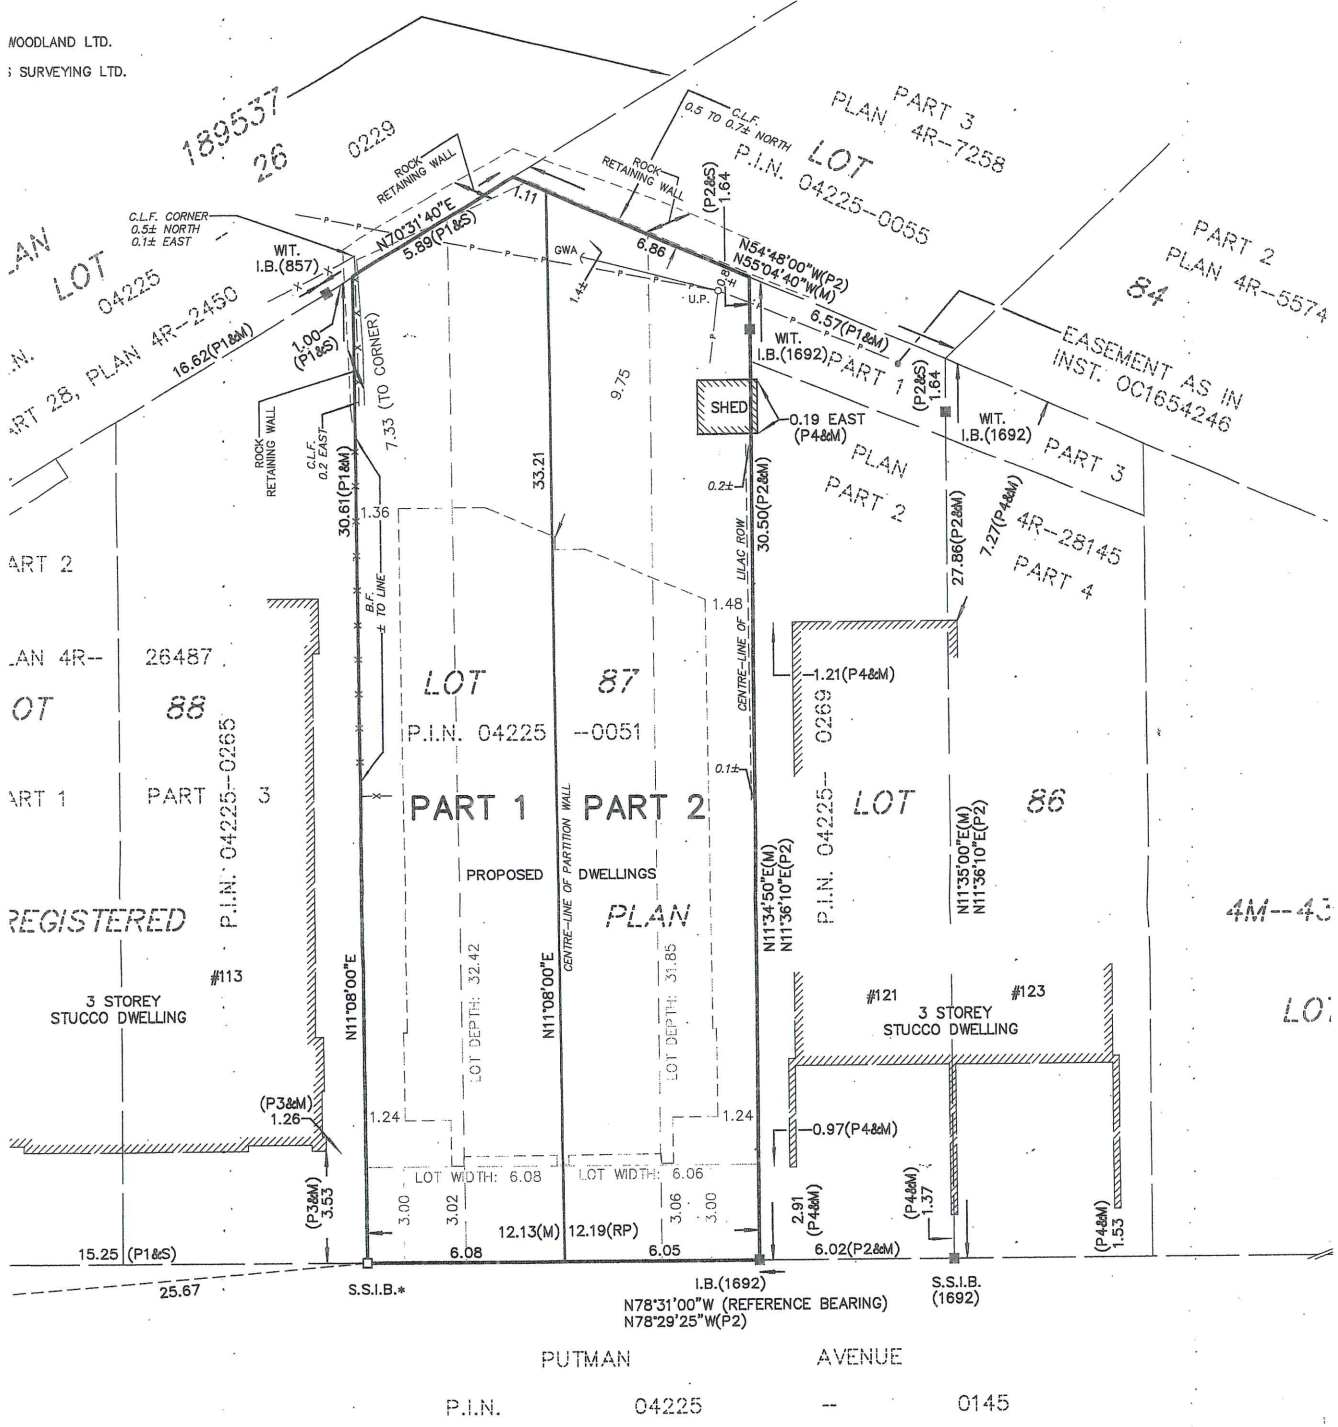 WOODLAND LTD.
SURVEYING LTD.
189537
26
0229
ROCK
RETAINING WALL
C.L.F.
0.5 TO 0.7± NORTH
PART 3
PLAN 4R-7258
LOT
P.I.N. 04225-0055
ROCK
RETAINING WALL
(P2&S)
1.64
C.L.F. CORNER
0.5± NORTH
0.1± EAST
WIT.
I.B.(857)
N70°31'40"E
5.89(P1&S)
1.11
GWA
1.4±
6.86
0.8±
U.P.
N54°48'00"W(P2)
N55°04'40"W(M)
PART 2
PLAN 4R-5574
84
EASEMENT AS IN
INST. OC1654246
LAN
LOT
04225
PART 28, PLAN 4R-2450
16.62(P1&M)
1.00
(P1&S)
7.33 (TO CORNER)
9.75
WIT.
I.B.(1692)
6.57(P1&M)
PART 1
(P2&S)
1.64
WIT.
I.B.(1692)
PART 3
SHED
0.19 EAST
(P4&M)
PLAN
PART 2
4R-28145
PART 4
ROCK
RETAINING WALL
C.L.F.
0.2 EAST
30.61(P1&M)
33.21
0.2±
30.50(P2&M)
27.86(P2&M)
7.27(P4&M)
1.36
ART 2
B.F.
± TO LINE
1.48
CENTRE-LINE OF LILAC ROW
LAN 4R-- 26487
OT 88
LOT 87
P.I.N. 04225 --0051
1.21(P4&M)
P.I.N. 04225-- 0269
P.I.N. 04225--0265
0.1±
ART 1 PART 3
PART 1 PART 2
LOT 86
CENTRE-LINE OF PARTITION WALL
PROPOSED DWELLINGS
N11°34'50"E(M)
N11°36'10"E(P2)
N11°35'00"E(M)
N11°36'10"E(P2)
REGISTERED
PLAN
4M--43
N11°08'00"E
LOT DEPTH: 32.42
N11°08'00"E
LOT DEPTH: 31.85
#113
3 STOREY
STUCCO DWELLING
#121
#123
3 STOREY
STUCCO DWELLING
LOT
(P3&M)
1.26
1.24
1.24
0.97(P4&M)
LOT WIDTH: 6.08
LOT WIDTH: 6.06
(P3&M)
3.53
3.00
3.02
3.06
3.00
2.91
(P4&M)
(P4&M)
1.37
(P4&M)
1.53
12.13(M) 12.19(RP)
15.25 (P1&S)
6.08
6.05
6.02(P2&M)
25.67
S.S.I.B.*
I.B.(1692)
S.S.I.B.
(1692)
N78°31'00"W (REFERENCE BEARING)
N78°29'25"W(P2)
PUTMAN AVENUE
P.I.N. 04225 -- 0145